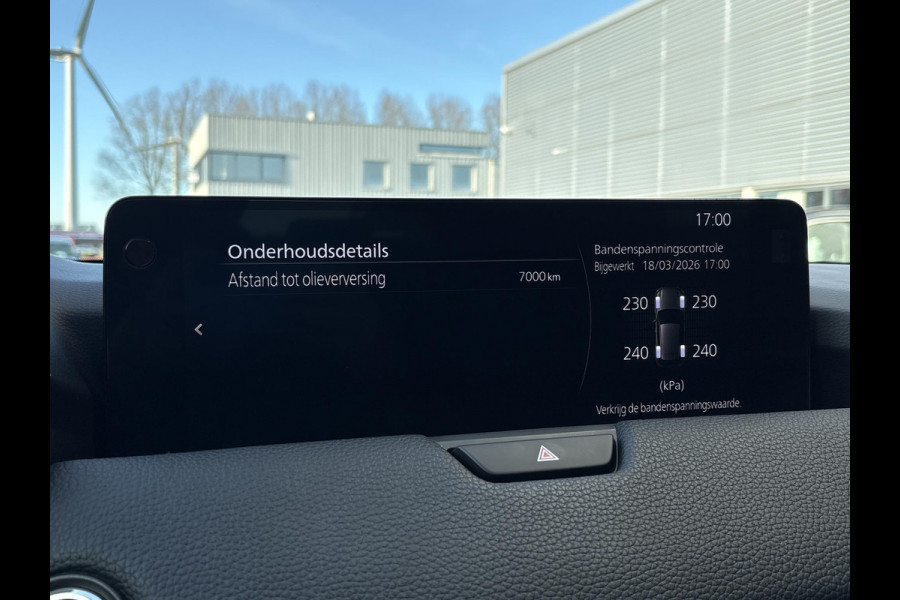 17:00
Onderhoudsdetails
Afstand tot olieverversing 7000 km
Bandenspanningscontrole
Bijgewerkt 18/03/2026 17:00
230 230
240 240
(kPa)
Verkrijg de bandenspanningswaarde.